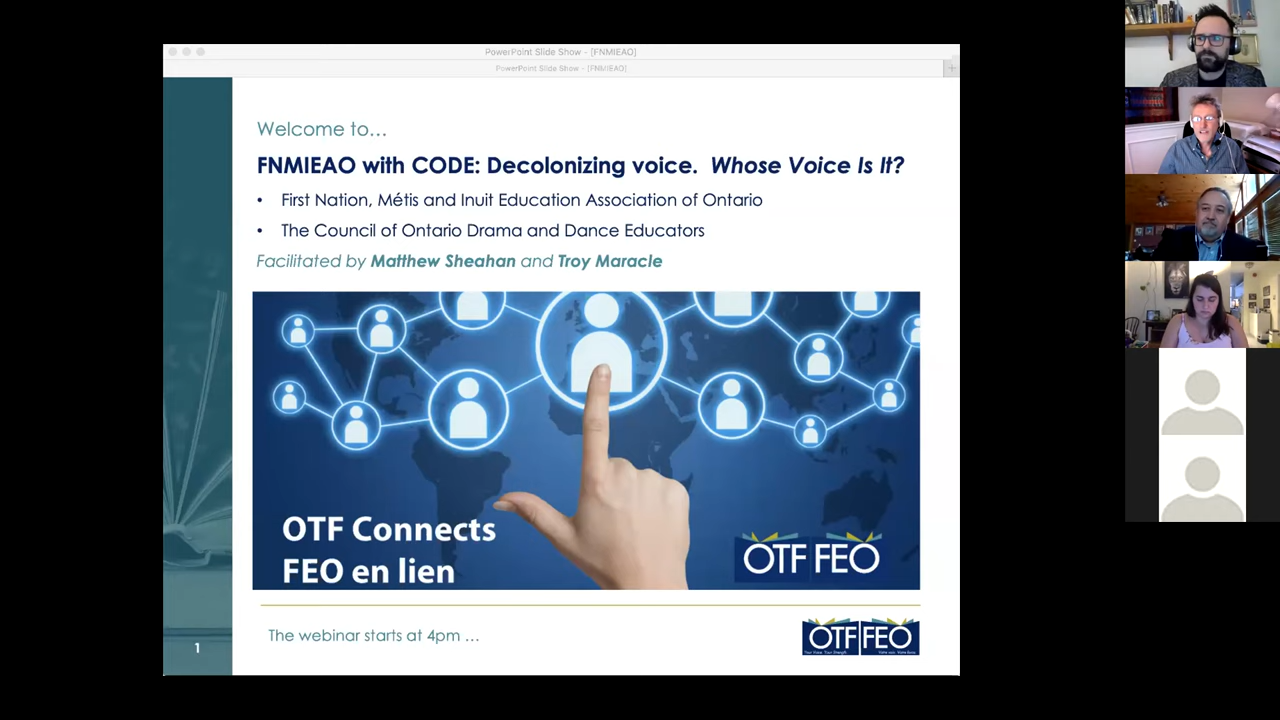 PowerPoint Slide Show - [FNMIEAO]
PowerPoint Slide Show - [FNMIEAO]
Welcome to…
FNMIEAO with CODE: Decolonizing voice. Whose Voice Is It?
• First Nation, Métis and Inuit Education Association of Ontario
• The Council of Ontario Drama and Dance Educators
Facilitated by Matthew Sheahan and Troy Maracle
OTF Connects
FEO en lien
OTF FEO
The webinar starts at 4pm …
OTF FEO
1